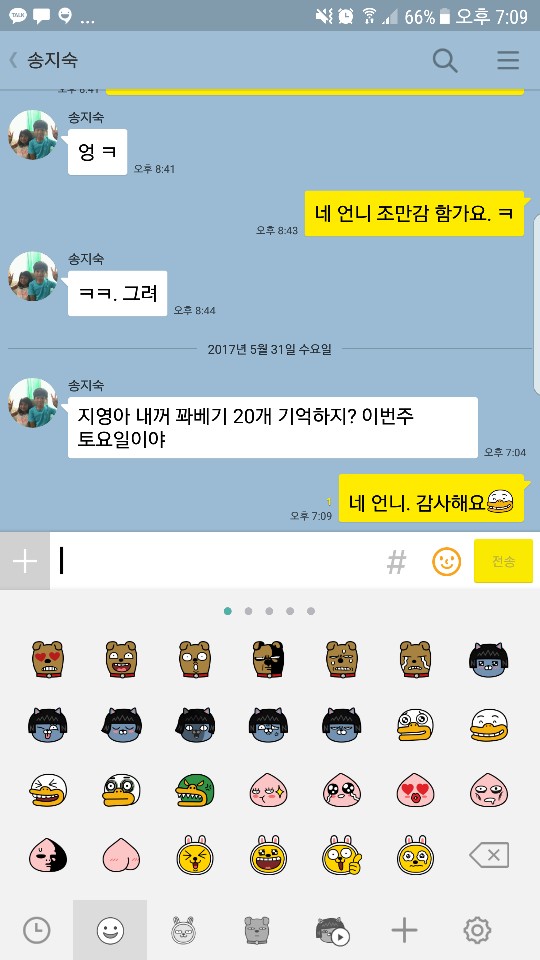 TALK ... 66% 오후 7:09
송지숙
오후 8:41
송지숙
엉 ㅋ
오후 8:41
네 언니 조만감 함가요. ㅋ
오후 8:43
송지숙
ㅋㅋ. 그려
오후 8:44
2017년 5월 31일 수요일
송지숙
지영아 내꺼 꽈베기 20개 기억하지? 이번주
토요일이야
오후 7:04
1
네 언니. 감사해요
오후 7:09
#
전송